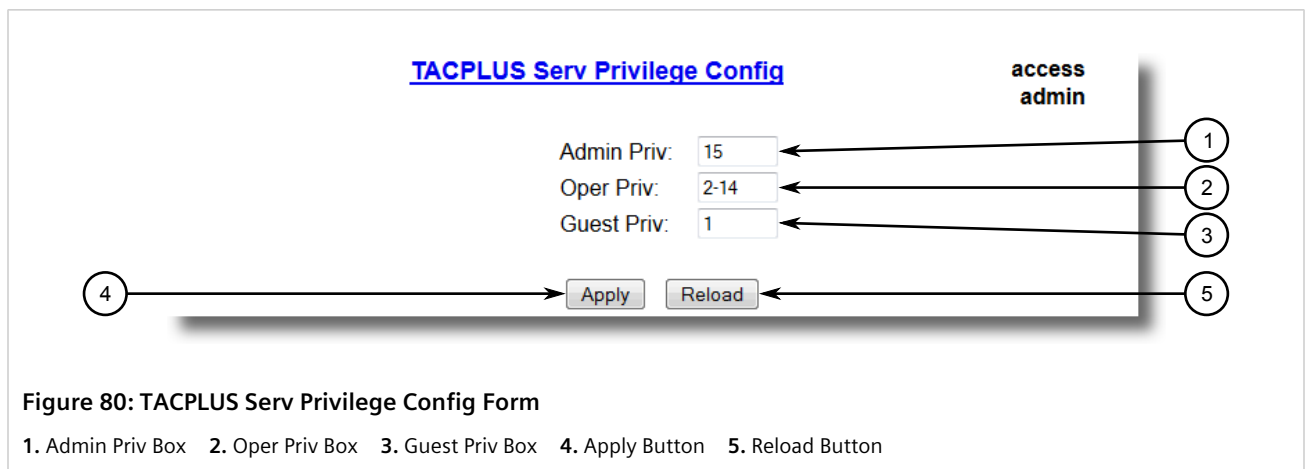 TACPLUS Serv Privilege Config
access
admin
Admin Priv: 15
1
Oper Priv: 2-14
2
Guest Priv: 1
3
4
Apply Reload
5
Figure 80: TACPLUS Serv Privilege Config Form
1. Admin Priv Box 2. Oper Priv Box 3. Guest Priv Box 4. Apply Button 5. Reload Button